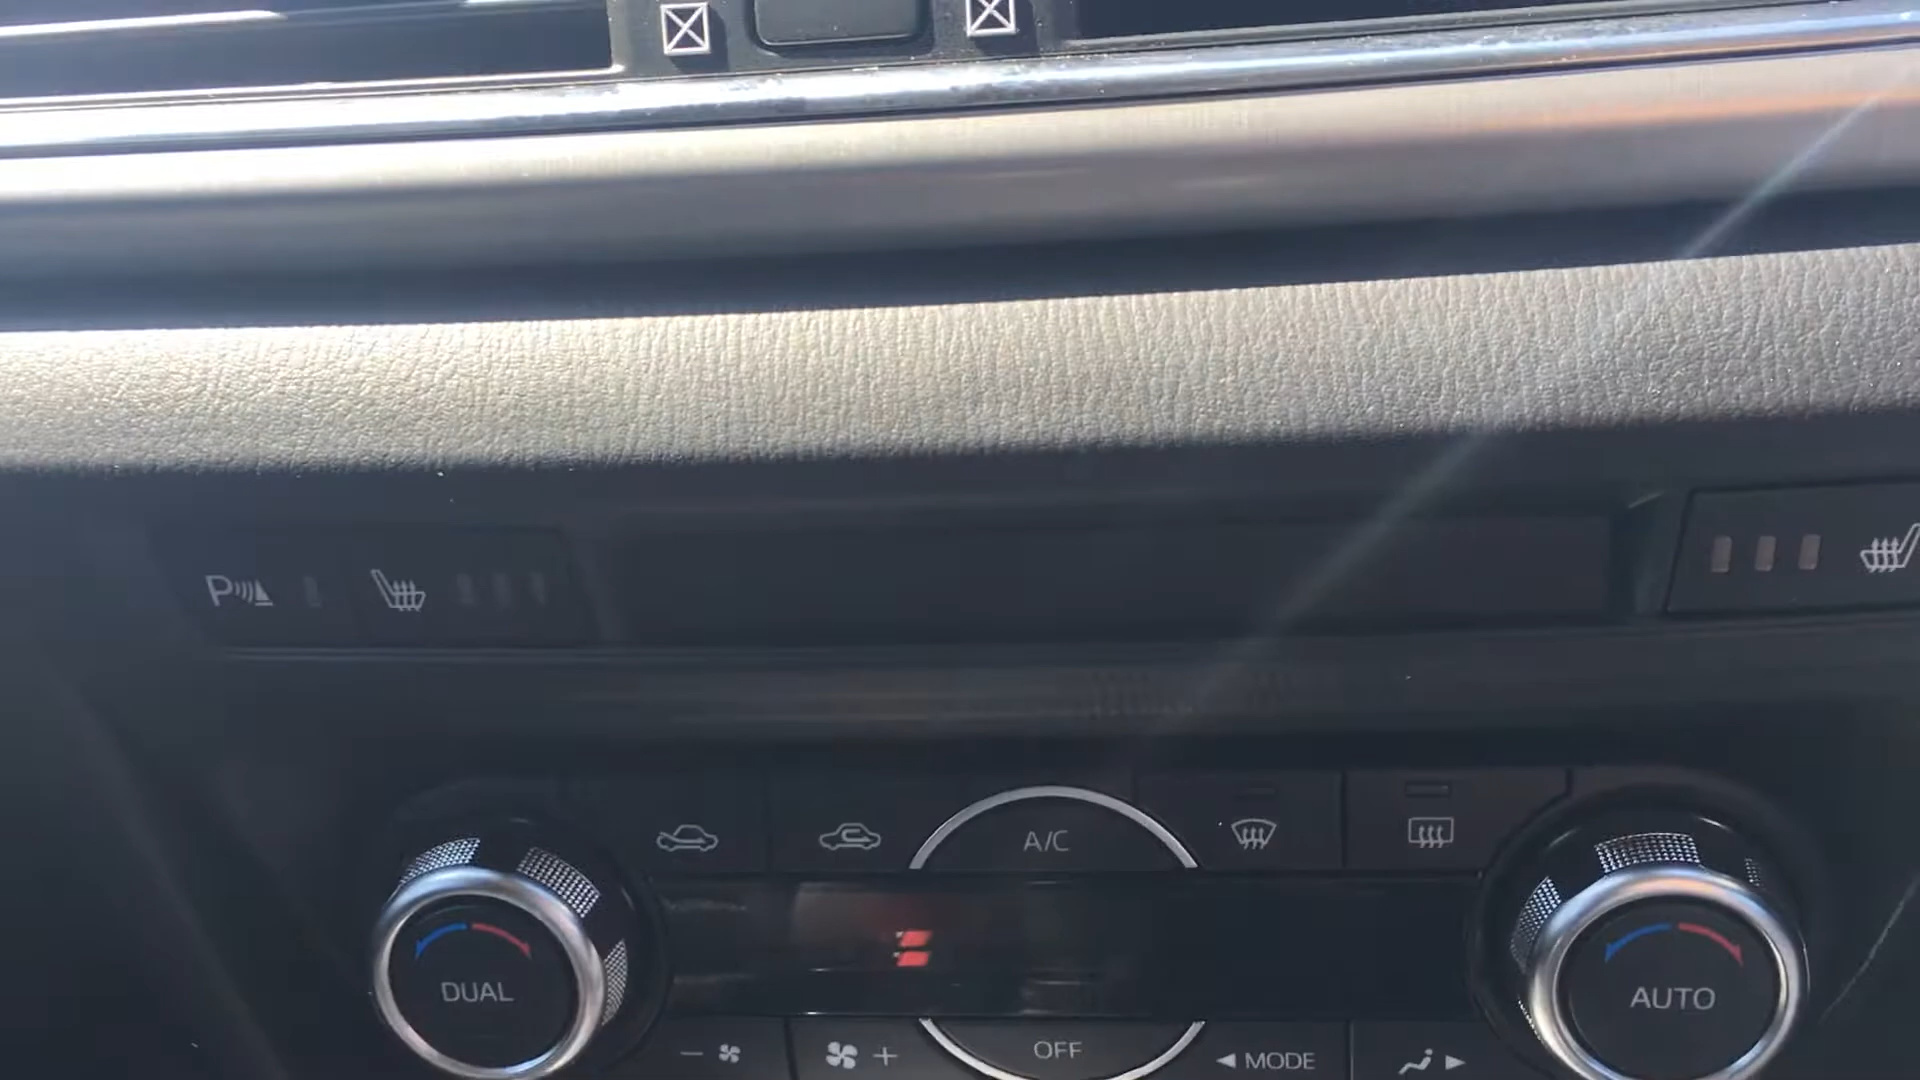 P
A/C
DUAL
AUTO
- +
OFF
◄ MODE ►